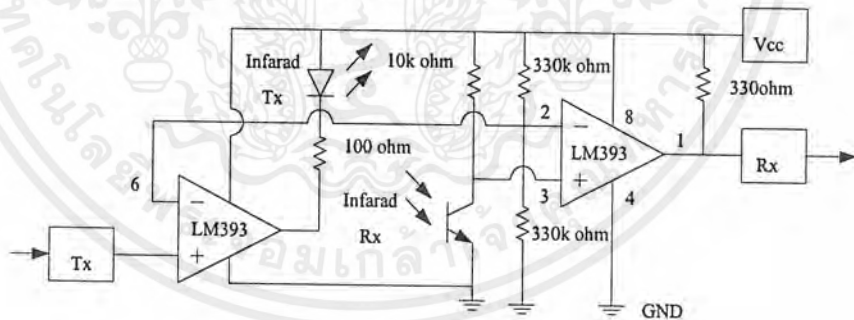 Infarad
Tx
10k ohm
330k ohm
Vcc
330ohm
2
8
1
LM393
Rx
100 ohm
6
3
4
LM393
Infarad
Rx
330k ohm
Tx
GND